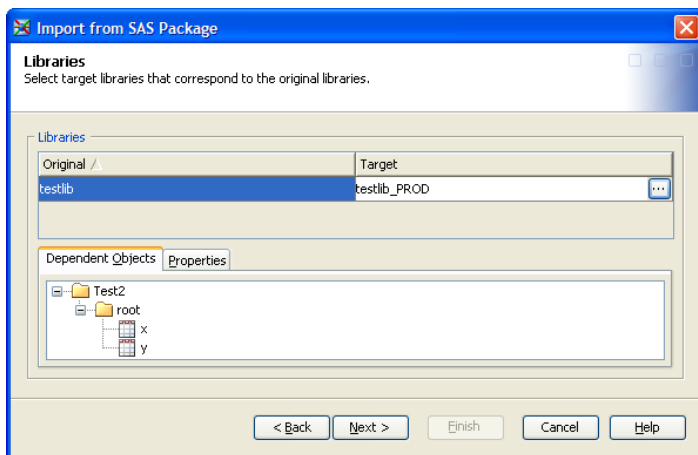 Import from SAS Package
Libraries
Select target libraries that correspond to the original libraries.
Libraries
Original Target
testlib testlib_PROD ...
Dependent Objects Properties
Test2
root
x
y
< Back Next > Finish Cancel Help